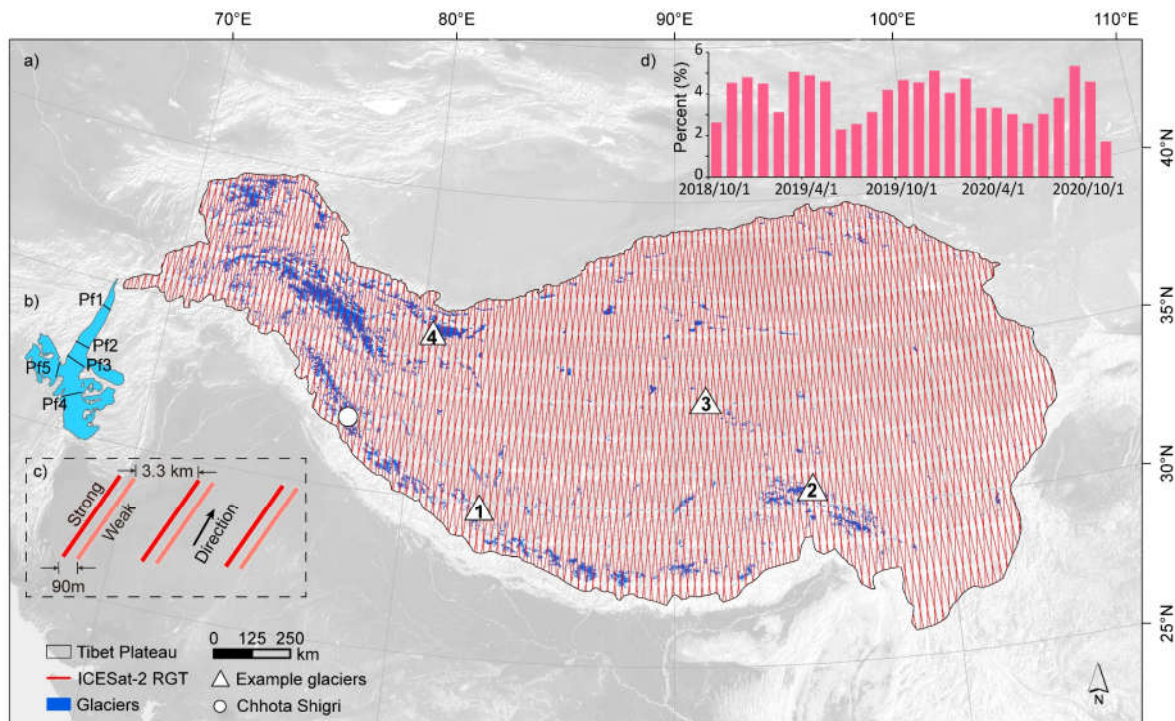 70°E 80°E 90°E 100°E 110°E
a)
d)
Percent (%)
6
4
2
0
2018/10/1 2019/4/1 2019/10/1 2020/4/1 2020/10/1
40°N
35°N
30°N
25°N
b)
Pf1
Pf2
Pf3
Pf5
Pf4
4
3
2
1
c)
3.3 km
Strong
Weak
Direction
90m
Tibet Plateau
ICESat-2 RGT
Glaciers
0 125 250
km
Example glaciers
Chhota Shigri
N